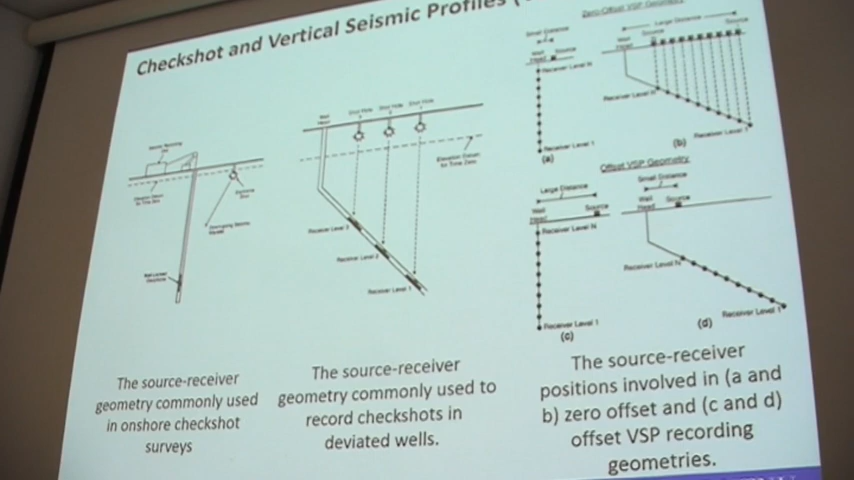 Checkshot and Vertical Seismic Profiles (
Zero-Offset VSP Geometry
Small Distance
Large Distance
Well Head
Source
Well Head
Source
Source
Receiver Level N
Receiver Level N
Receiver Level 1
Receiver Level 1
(a)
(b)
Offset VSP Geometry
Large Distance
Small Distance
Well Head
Source
Well Head
Source
Receiver Level N
Receiver Level N
Receiver Level 1
Receiver Level 1
(c)
(d)
Well Head
Shot Hole
Shot Hole
Shot Hole
Elevation Datum
for Time Zero
Receiver Level 3
Receiver Level 2
Receiver Level 1
The source-receiver
geometry commonly used
in onshore checkshot
surveys
The source-receiver
geometry commonly used to
record checkshots in
deviated wells.
The source-receiver
positions involved in (a and
b) zero offset and (c and d)
offset VSP recording
geometries.